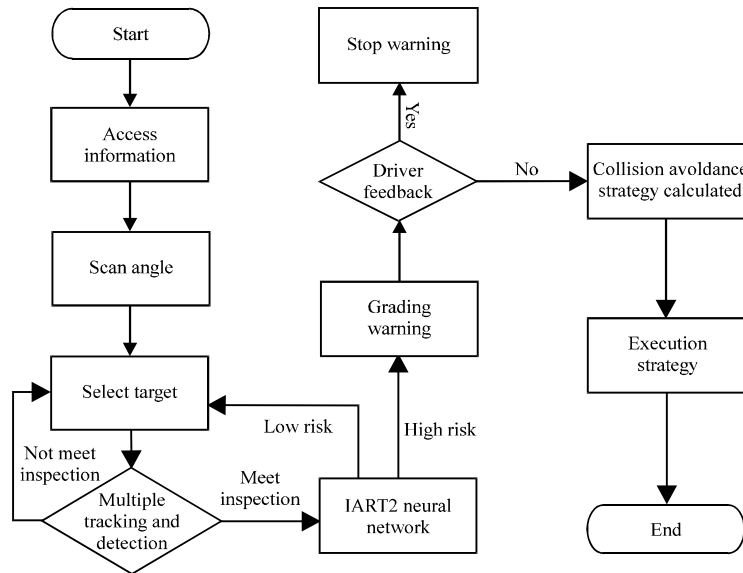 Start
Access
information
Scan angle
Select target
Not meet
inspection
Multiple
tracking and
detection
Meet
inspection
IART2 neural
network
Low risk
High risk
Grading
warning
Driver
feedback
Yes
Stop warning
No
Collision avoldance
strategy calculated
Execution
strategy
End